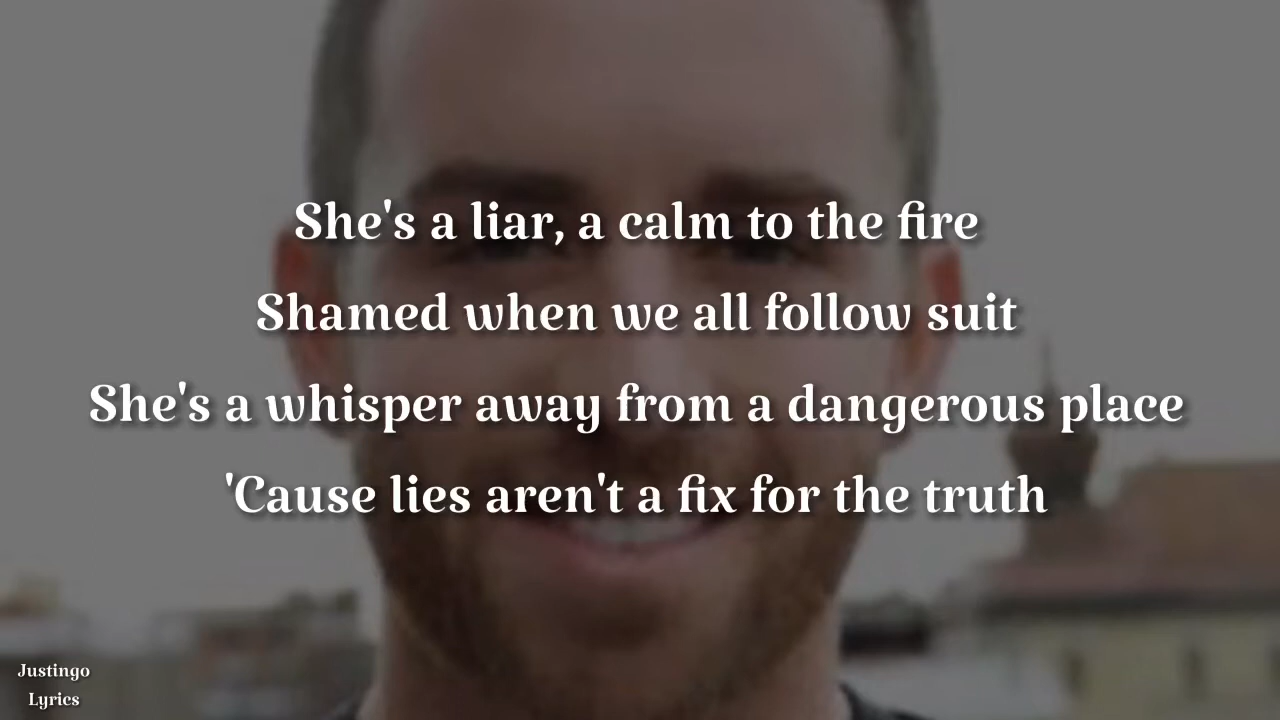 She's a liar, a calm to the fire
Shamed when we all follow suit
She's a whisper away from a dangerous place
'Cause lies aren't a fix for the truth
Justingo
Lyrics